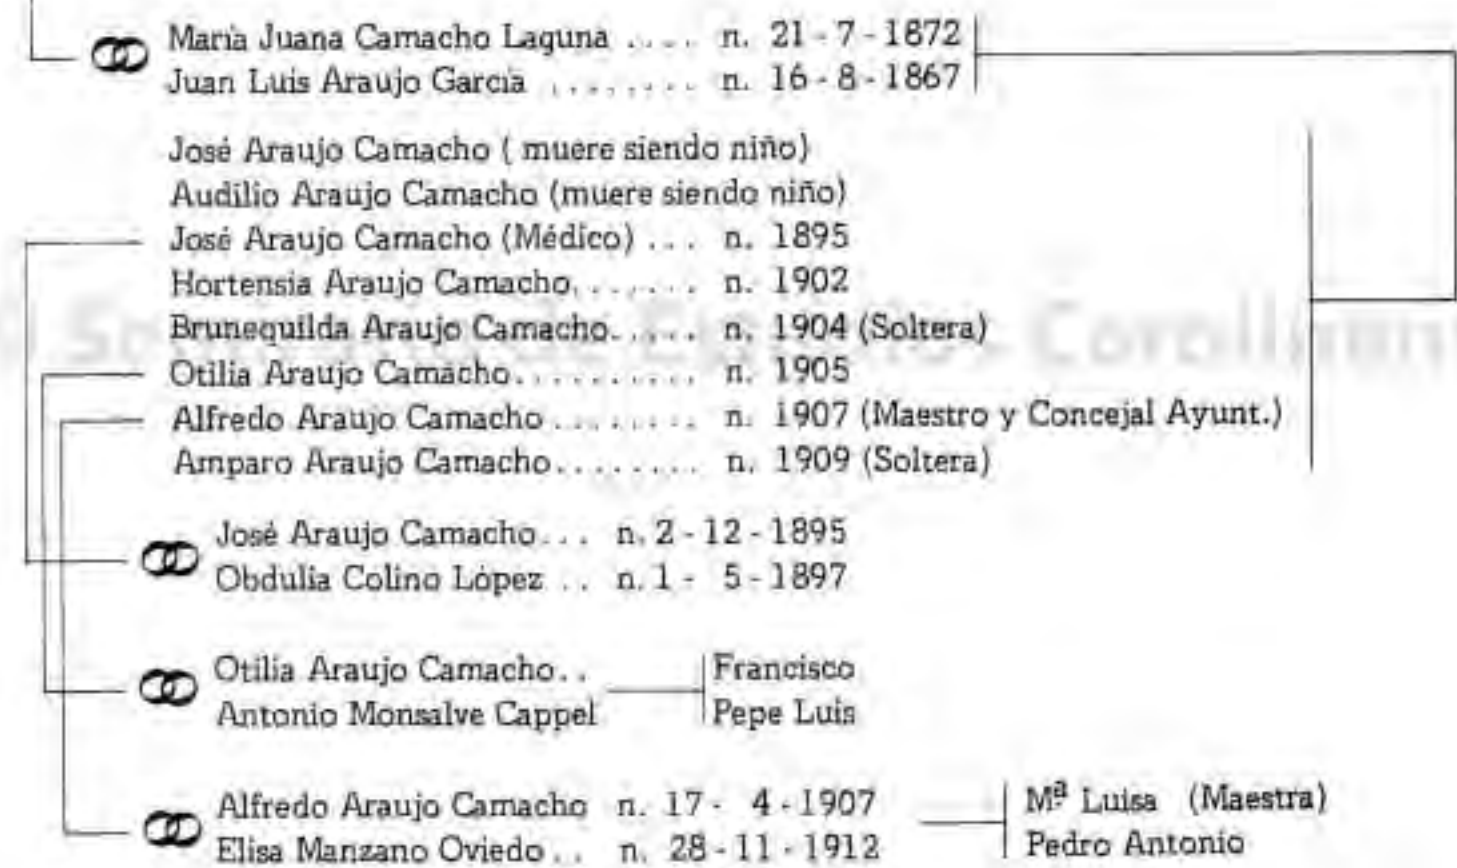 María Juana Camacho Laguna .... n. 21 - 7 - 1872
Juan Luis Araujo García ........ n. 16 - 8 - 1867
José Araujo Camacho ( muere siendo niño)
Audilio Araujo Camacho (muere siendo niño)
José Araujo Camacho (Médico) ... n. 1895
Hortensia Araujo Camacho....... n. 1902
Brunequilda Araujo Camacho..... n. 1904 (Soltera)
Otilia Araujo Camacho.......... n. 1905
Alfredo Araujo Camacho ........ n. 1907 (Maestro y Concejal Ayunt.)
Amparo Araujo Camacho........ n. 1909 (Soltera)
José Araujo Camacho... n. 2 - 12 - 1895
Obdulia Colino López .. n. 1 - 5 - 1897
Otilia Araujo Camacho.. Francisco
Antonio Monsalve Cappel Pepe Luis
Alfredo Araujo Camacho n. 17 - 4 - 1907 Mª Luisa (Maestra)
Elisa Manzano Oviedo .. n. 28 - 11 - 1912 Pedro Antonio